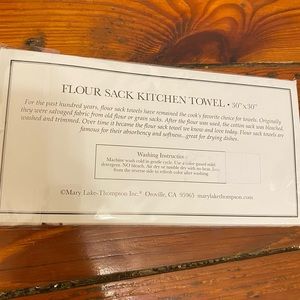 FLOUR SACK KITCHEN TOWEL • 30"x30"
For the past hundred years, flour sack towels have remained the cook's favorite choice for towels. Originally
they were salvaged fabric from old flour or grain sacks. After the flour was used, the cotton sack was bleached,
washed and trimmed. Over time it became the flour sack towel we know and love today. Flour sack towels are
famous for their absorbency and softness...great for drying dishes.
Washing Instructions
Machine wash cold in gentle cycle. Use a color guard mild
detergent. NO bleach. Air dry or tumble dry with no heat. Iron
from the reverse side to refresh color after washing.
©Mary Lake-Thompson Inc.® Oroville, CA 95965 marylakethompson.com